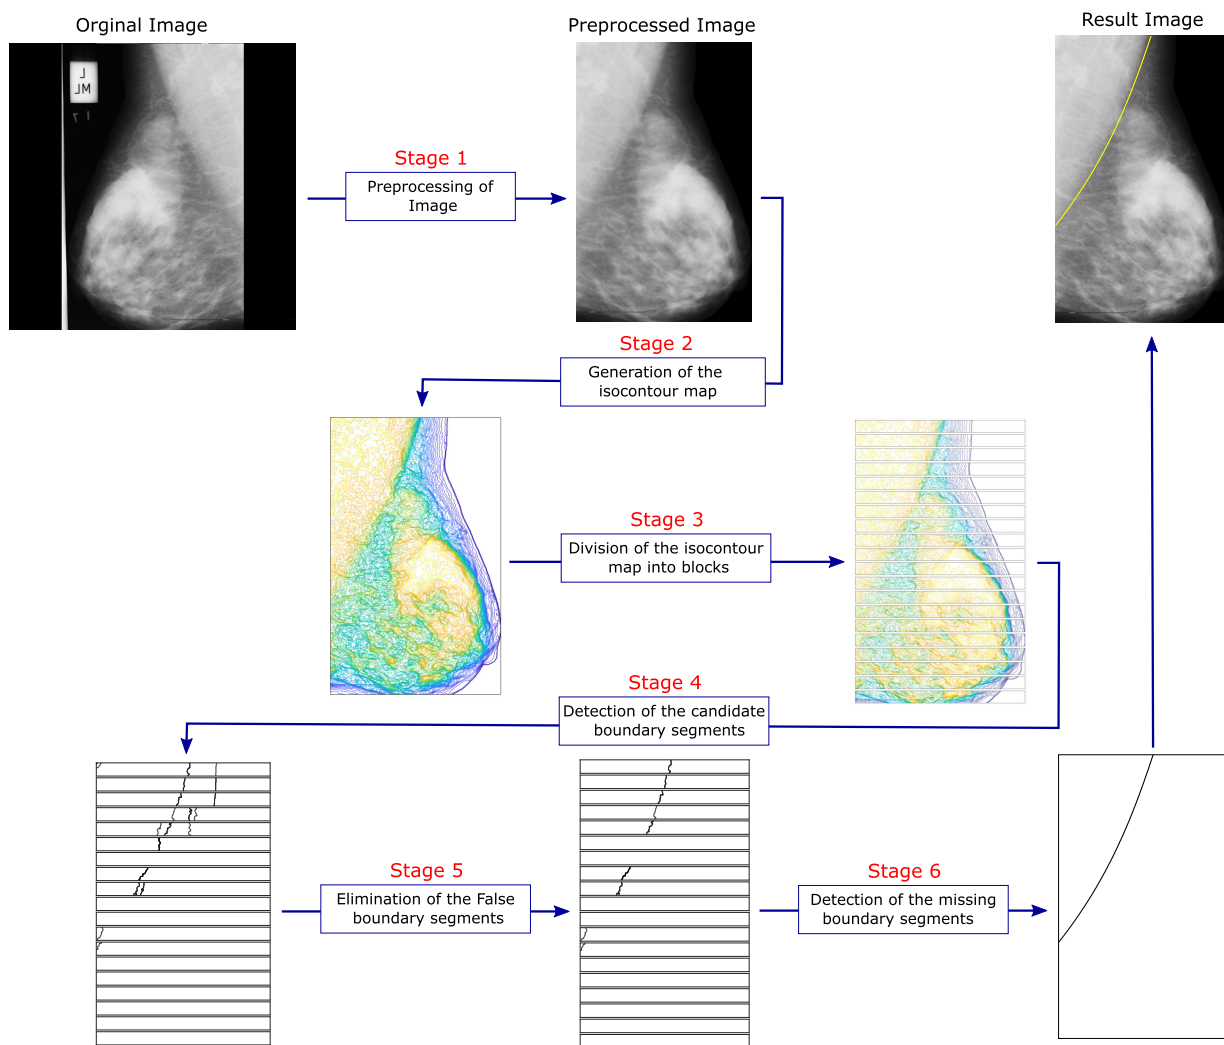 Orginal Image
Preprocessed Image
Result Image
L
ML
Stage 1
Preprocessing of
Image
Stage 2
Generation of the
isocontour map
Stage 3
Division of the isocontour
map into blocks
Stage 4
Detection of the candidate
boundary segments
Stage 5
Elimination of the False
boundary segments
Stage 6
Detection of the missing
boundary segments